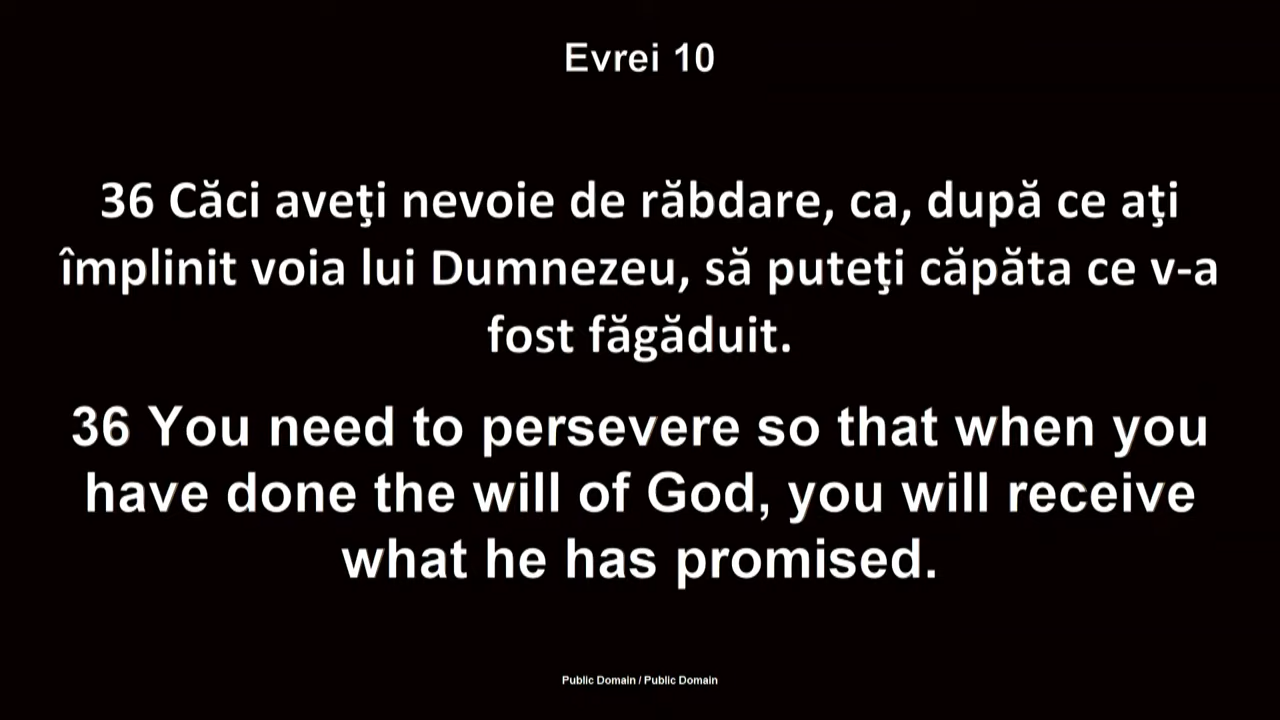 Evrei 10
36 Căci aveţi nevoie de răbdare, ca, după ce aţi
împlinit voia lui Dumnezeu, să puteţi căpăta ce v-a
fost făgăduit.
36 You need to persevere so that when you
have done the will of God, you will receive
what he has promised.
Public Domain / Public Domain